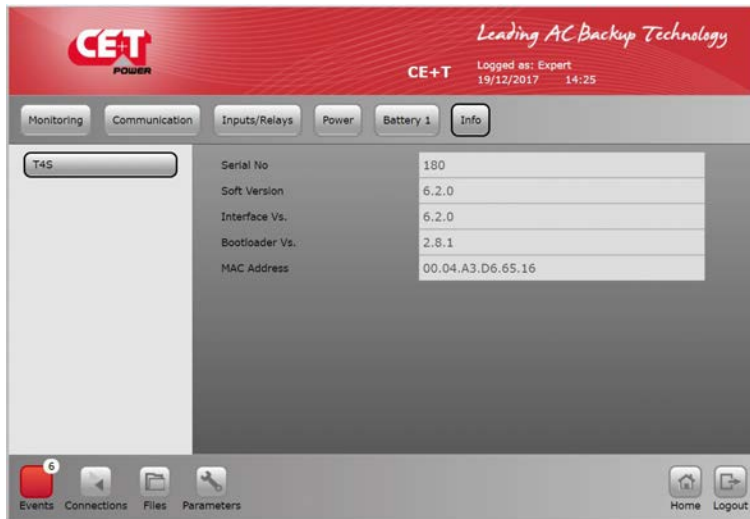 CE+T
POWER
Leading AC Backup Technology
CE+T
Logged as: Expert
19/12/2017 14:25
Monitoring Communication Inputs/Relays Power Battery 1 Info
T4S
Serial No 180
Soft Version 6.2.0
Interface Vs. 6.2.0
Bootloader Vs. 2.8.1
MAC Address 00.04.A3.D6.65.16
6
Events Connections Files Parameters Home Logout